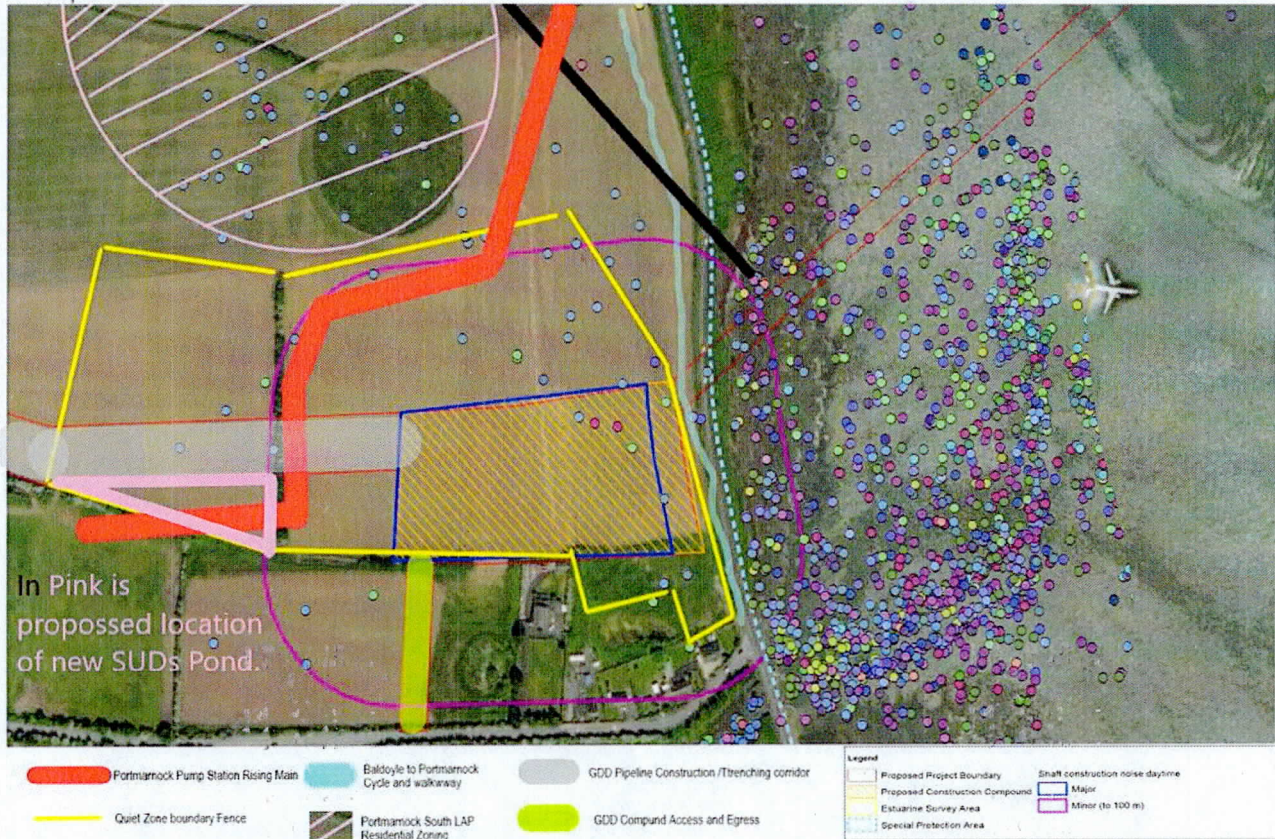 In Pink is
propossed location
of new SUDs Pond.
Portmarnock Pump Station Rising Main
Baldoyle to Portmarnock
Cycle and walkwway
GDD Pipeline Construction /Ttrenching corridor
Quiet Zone boundary Fence
Portmarnock South LAP
Residential Zoning
GDD Compund Access and Egress
Legend
Proposed Project Boundary
Proposed Construction Compound
Estuarine Survey Area
Special Protection Area
Shaft construction noise daytime
Major
Minor (to 100 m)